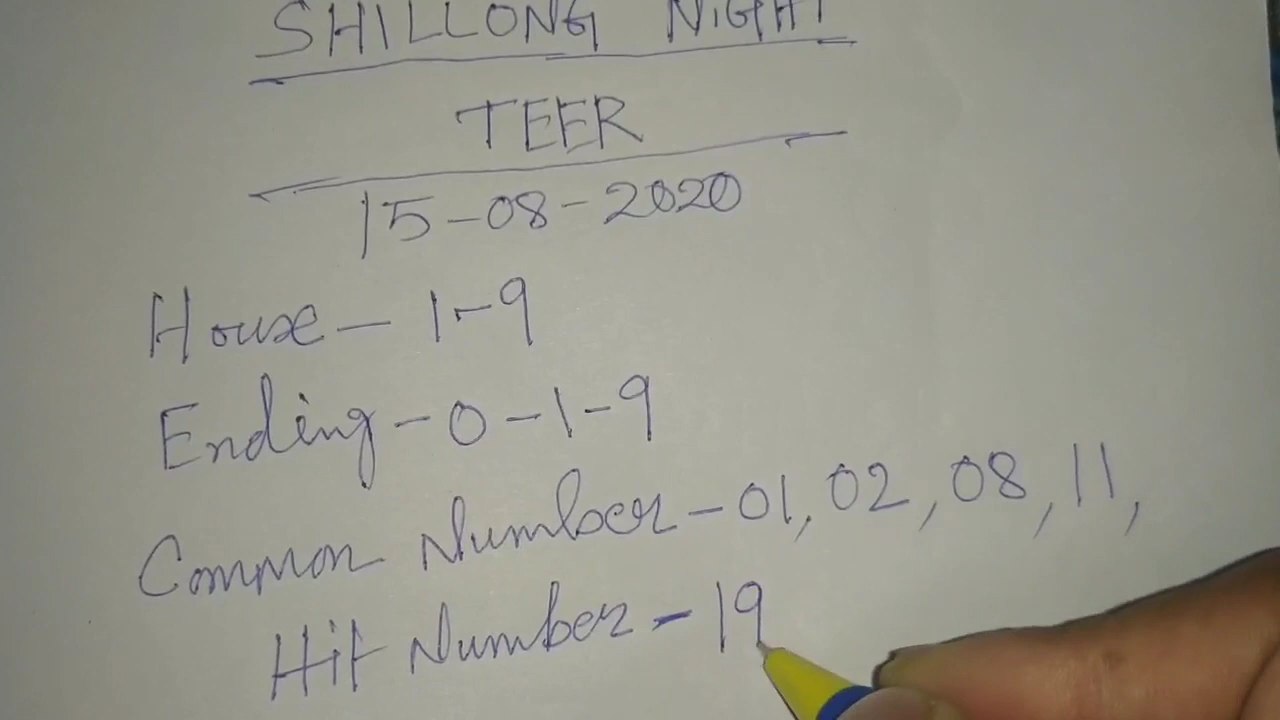 SHILLONG NIGHT
TEER
15-08-2020
House - 1-9
Ending - 0-1-9
Common Number - 01, 02, 08, 11,
Hit Number - 19